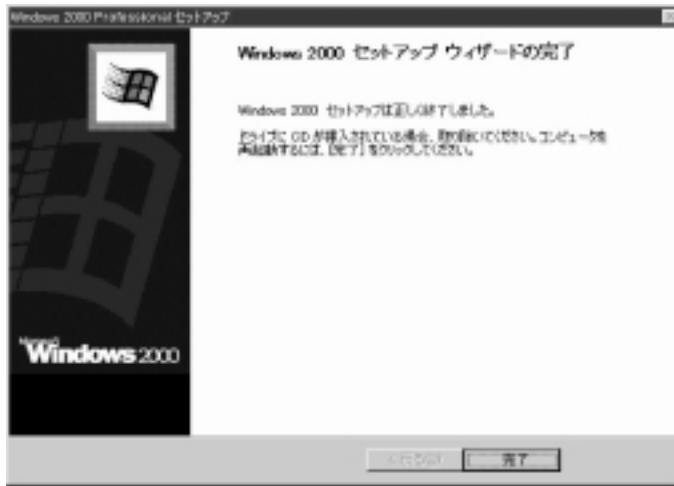 Windows 2000 Professional セットアップ
Windows 2000 セットアップ ウィザードの完了
Windows 2000 セットアップは正しく終了しました。
ドライブに CD が挿入されている場合、取り除いてください。コンピュータを
再起動するには、[完了] をクリックしてください。
Microsoft
Windows 2000
完了